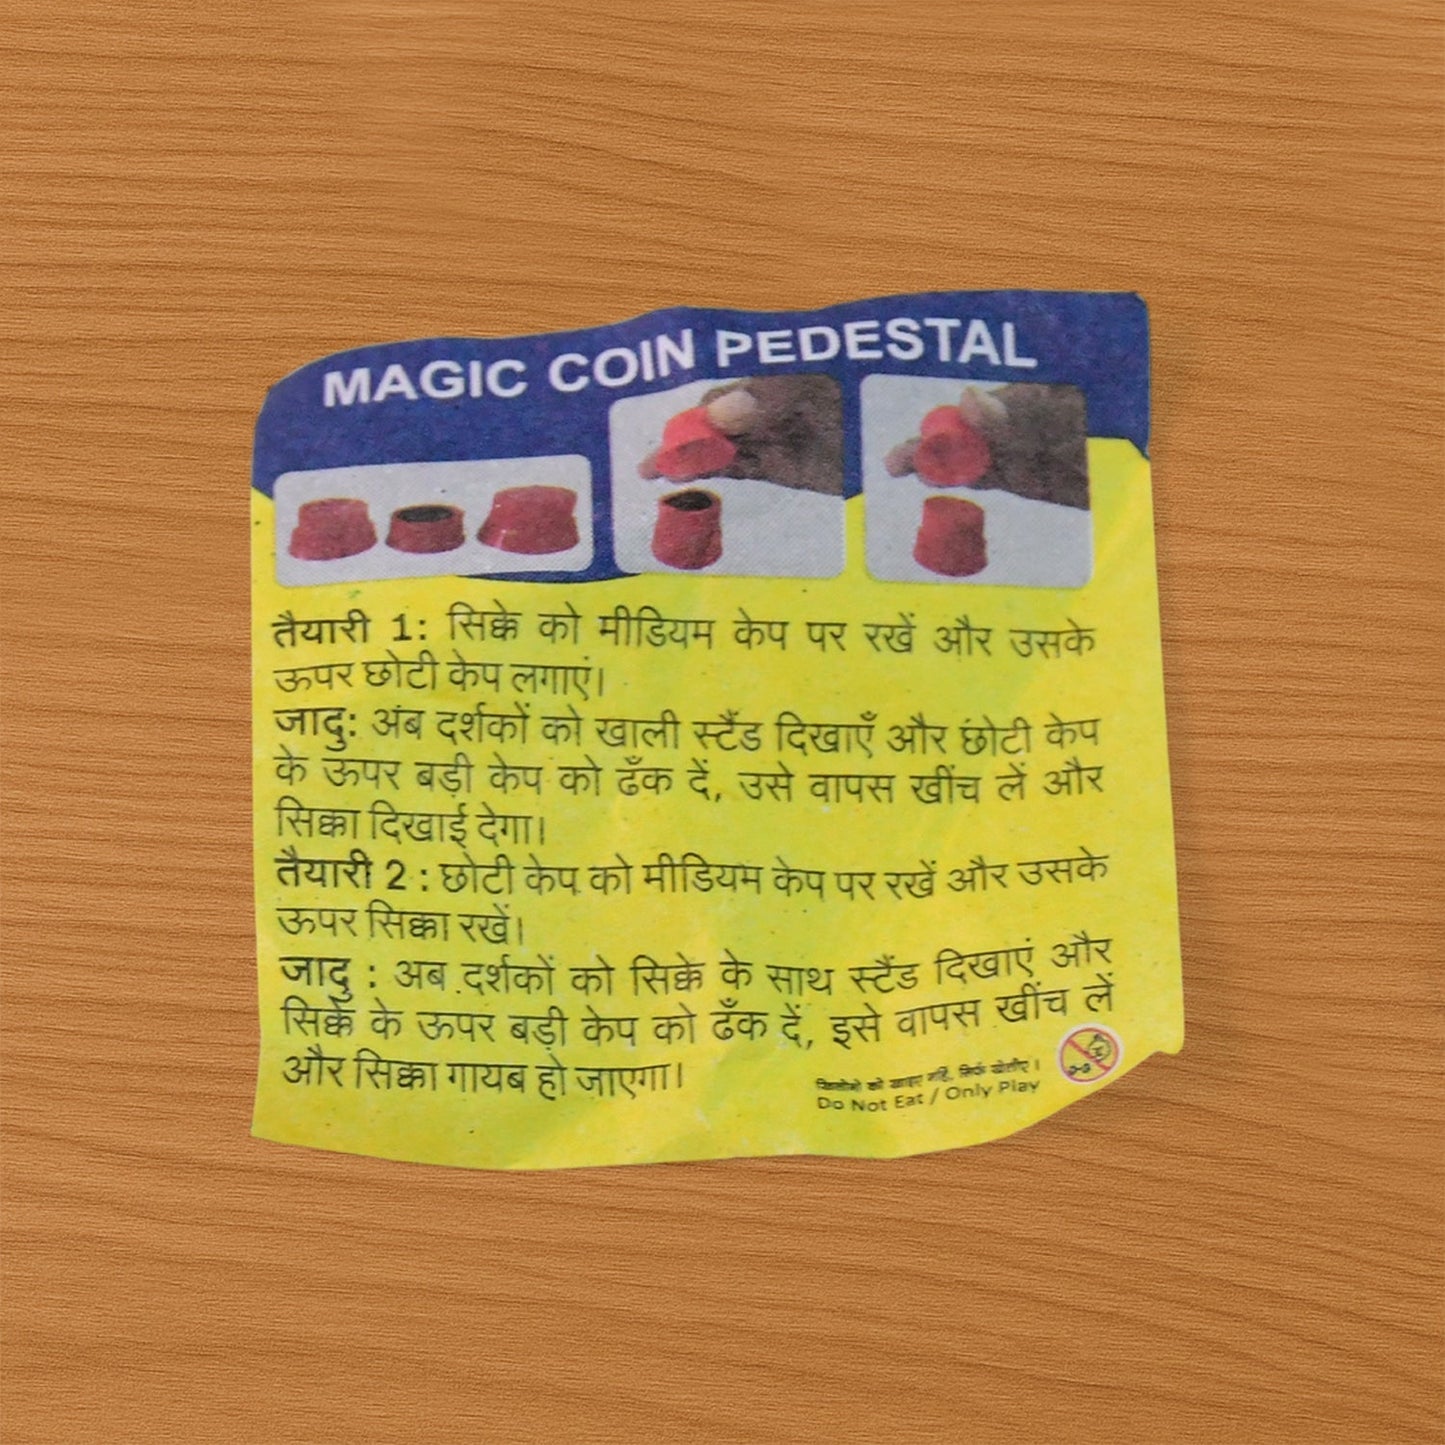 MAGIC COIN PEDESTAL
तैयारी 1: सिक्के को मीडियम केप पर रखें और उसके
ऊपर छोटी केप लगाएं।
जादु: अंब दर्शकों को खाली स्टैंड दिखाएँ और छोटी केप
के ऊपर बड़ी केप को ढँक दें, उसे वापस खींच लें और
सिक्का दिखाई देगा।
तैयारी 2 : छोटी केप को मीडियम केप पर रखें और उसके
ऊपर सिक्का रखें।
जादु : अब दर्शकों को सिक्के के साथ स्टैंड दिखाएं और
सिक्के के ऊपर बड़ी केप को ढँक दें, इसे वापस खींच लें
और सिक्का गायब हो जाएगा।
को खाइए नहिं, सिर्फ खेलीए।
Do Not Eat / Only Play